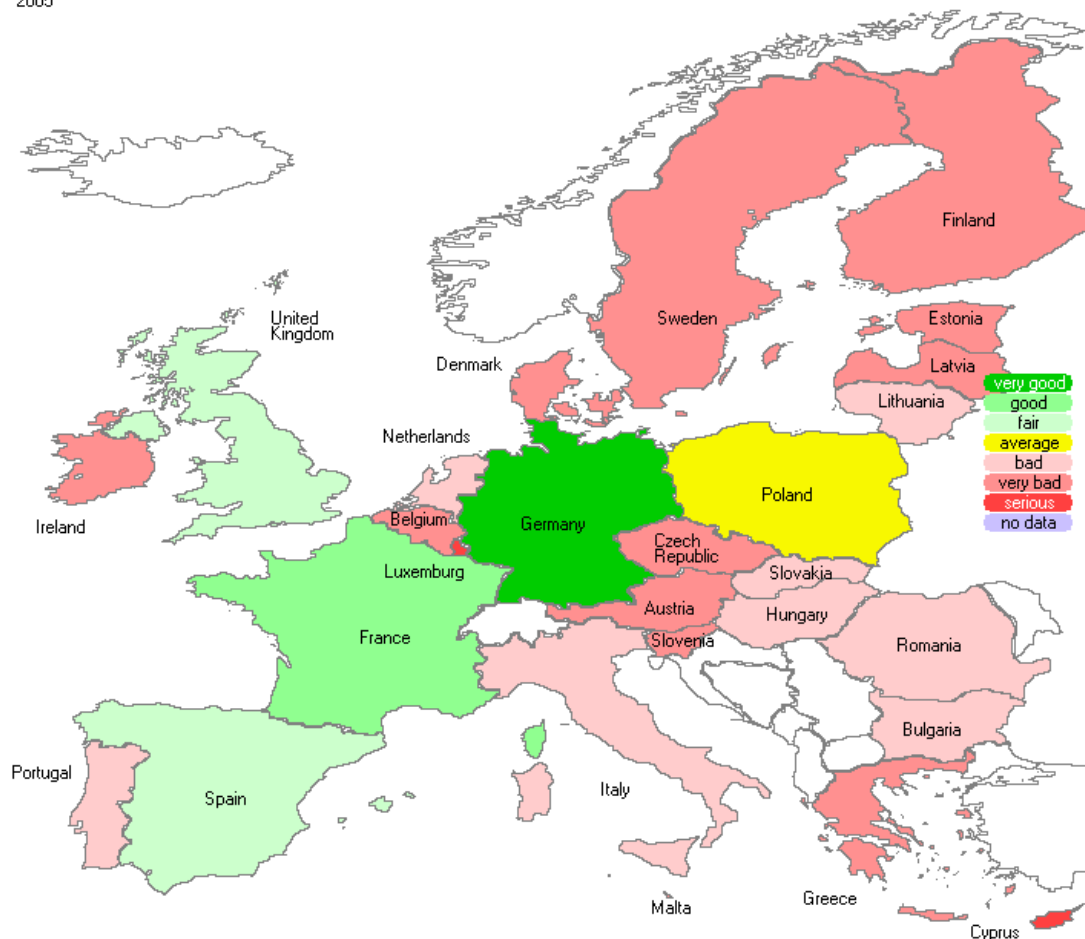 2005
Finland
United
Kingdom
Sweden
Estonia
Denmark
Latvia
very good
Lithuania
good
fair
Netherlands
average
bad
very bad
Poland
serious
Belgium
Germany
no data
Ireland
Czech
Republic
Luxemburg
Slovakia
Austria
Hungary
France
Slovenia
Romania
Bulgaria
Portugal
Spain
Italy
Malta
Greece
Cyprus